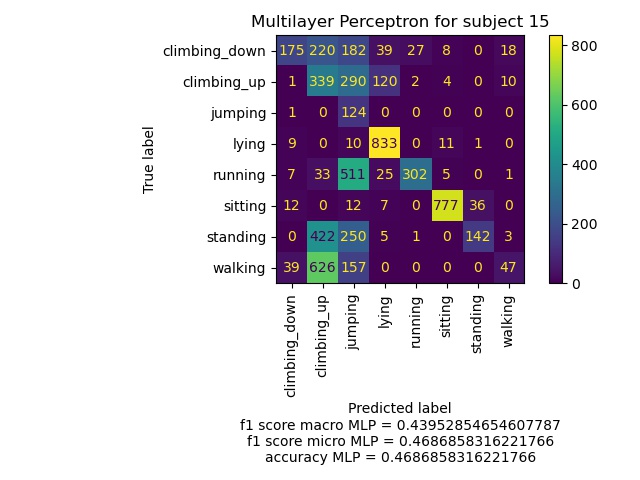 Multilayer Perceptron for subject 15
True label
climbing_down 175 220 182 39 27 8 0 18
climbing_up 1 339 290 120 2 4 0 10
jumping 1 0 124 0 0 0 0 0
lying 9 0 10 833 0 11 1 0
running 7 33 511 25 302 5 0 1
sitting 12 0 12 7 0 777 36 0
standing 0 422 250 5 1 0 142 3
walking 39 626 157 0 0 0 0 47
climbing_down climbing_up jumping lying running sitting standing walking
800
600
400
200
0
Predicted label
f1 score macro MLP = 0.43952854654607787
f1 score micro MLP = 0.4686858316221766
accuracy MLP = 0.4686858316221766